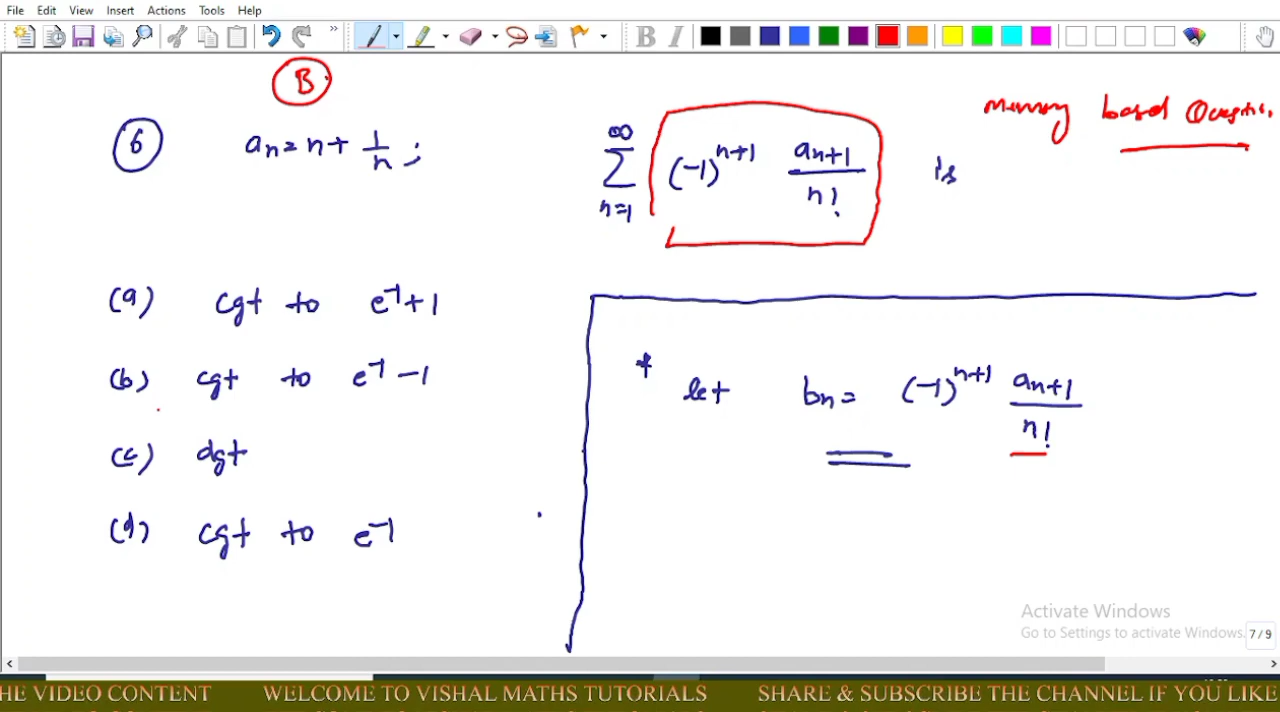 File Edit View Insert Actions Tools Help
B
memory based
6 an = n + 1/n ; ∞ Σ n=1 (-1)^n+1 an+1/n! is
(a) cgt to e^-1 + 1
(b) cgt to e^-1 - 1
(c) dgt
(d) cgt to e^-1
* let bn = (-1)^n+1 an+1/n!
Activate Windows
Go to Settings to activate Windows.
7 / 9
HE VIDEO CONTENT WELCOME TO VISHAL MATHS TUTORIALS SHARE & SUBSCRIBE THE CHANNEL IF YOU LIKE